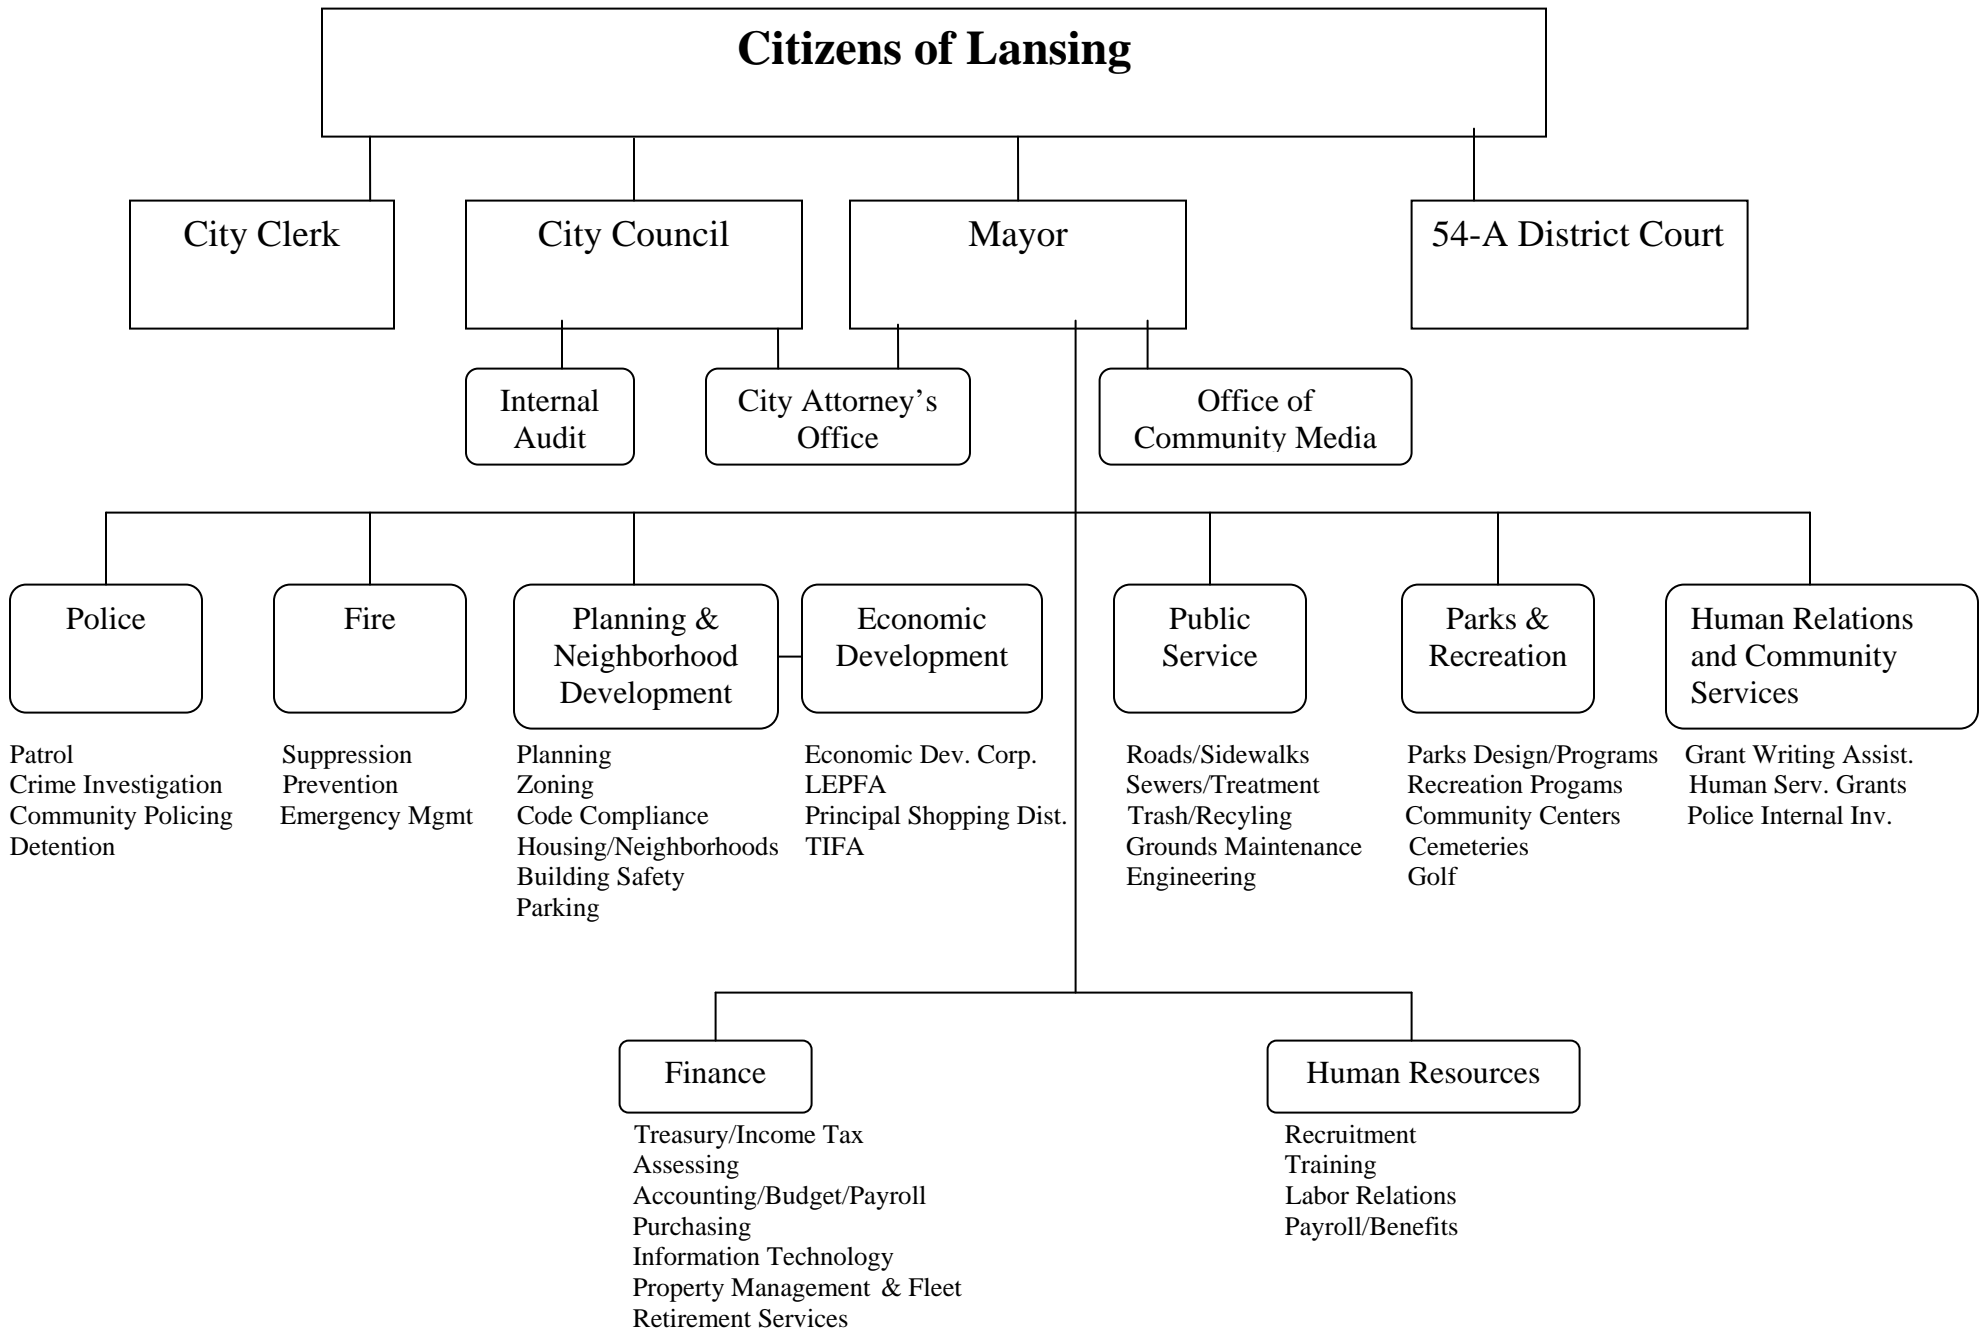 Citizens of Lansing
City Clerk
City Council
Mayor
54-A District Court
Internal
Audit
City Attorney’s
Office
Office of
Community Media
Police
Fire
Planning &
Neighborhood
Development
Economic
Development
Public
Service
Parks &
Recreation
Human Relations
and Community
Services
Patrol
Crime Investigation
Community Policing
Detention
Suppression
Prevention
Emergency Mgmt
Planning
Zoning
Code Compliance
Housing/Neighborhoods
Building Safety
Parking
Economic Dev. Corp.
LEPFA
Principal Shopping Dist.
TIFA
Roads/Sidewalks
Sewers/Treatment
Trash/Recyling
Grounds Maintenance
Engineering
Parks Design/Programs
Recreation Progams
Community Centers
Cemeteries
Golf
Grant Writing Assist.
Human Serv. Grants
Police Internal Inv.
Finance
Human Resources
Treasury/Income Tax
Assessing
Accounting/Budget/Payroll
Purchasing
Information Technology
Property Management & Fleet
Retirement Services
Recruitment
Training
Labor Relations
Payroll/Benefits